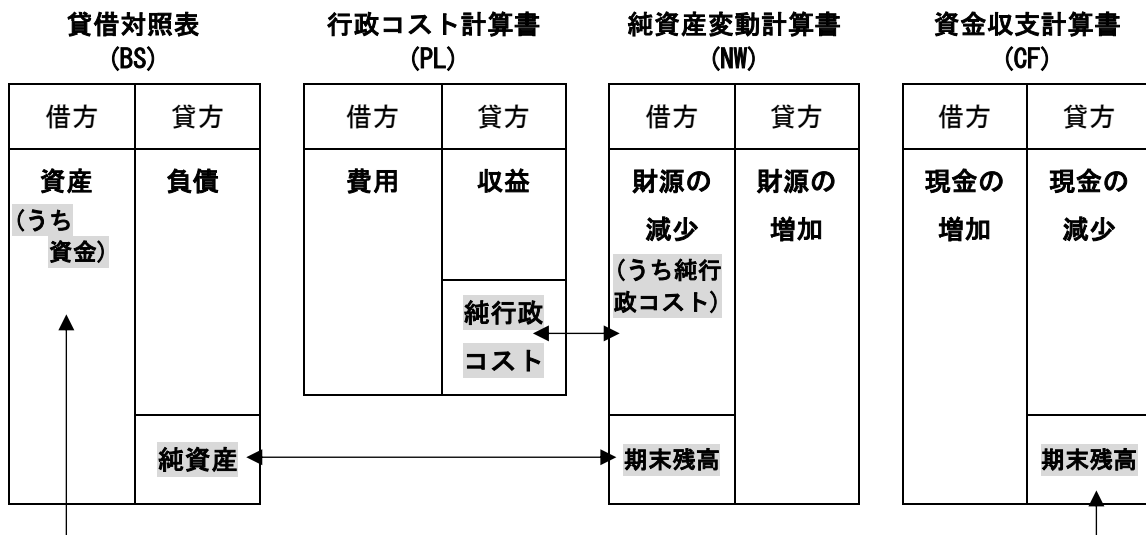 貸借対照表
(BS)
行政コスト計算書
(PL)
純資産変動計算書
(NW)
資金収支計算書
(CF)
借方
貸方
借方
貸方
借方
貸方
借方
貸方
資産
(うち
資金)
負債
純資産
費用
収益
純行政
コスト
財源の
減少
(うち純行
政コスト)
期末残高
財源の
増加
現金の
増加
現金の
減少
期末残高